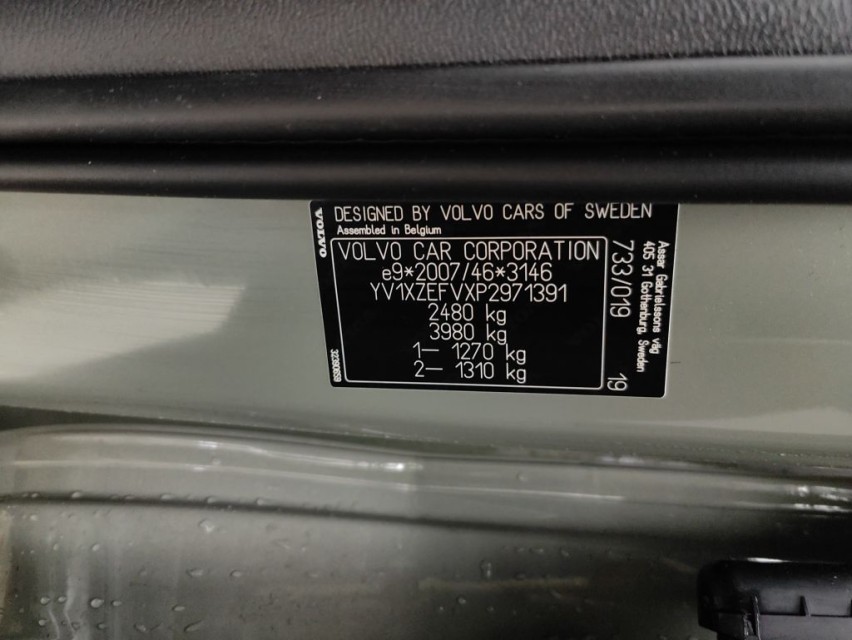 VOLVO
DESIGNED BY VOLVO CARS OF SWEDEN
Assembled in Belgium
VOLVO CAR CORPORATION
e9*2007/46*3146
YV1XZEFVXP2971391
2480 kg
3980 kg
1– 1270 kg
2– 1310 kg
733/019
19
Assar Gabrielssons väg
405 31 Gothenburg, Sweden